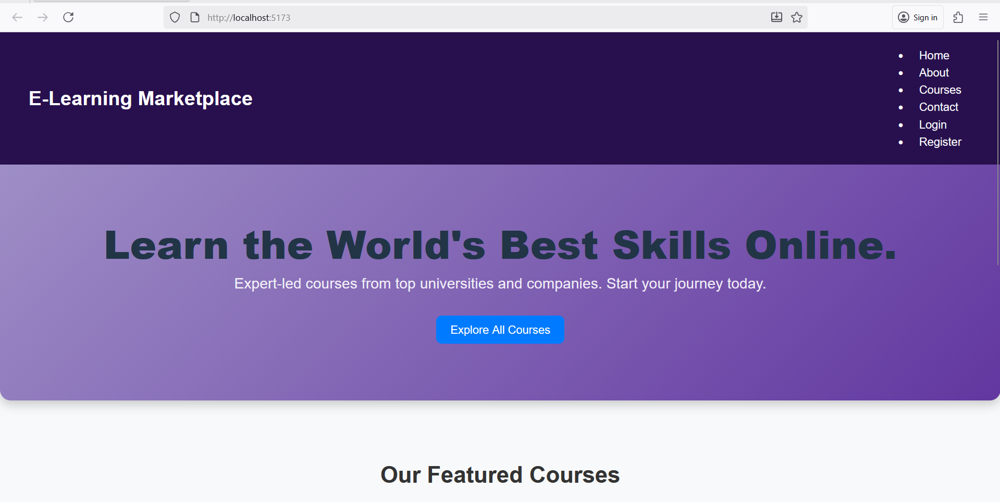 http://localhost:5173
Sign in
E-Learning Marketplace
Home
About
Courses
Contact
Login
Register
Learn the World's Best Skills Online.
Expert-led courses from top universities and companies. Start your journey today.
Explore All Courses
Our Featured Courses